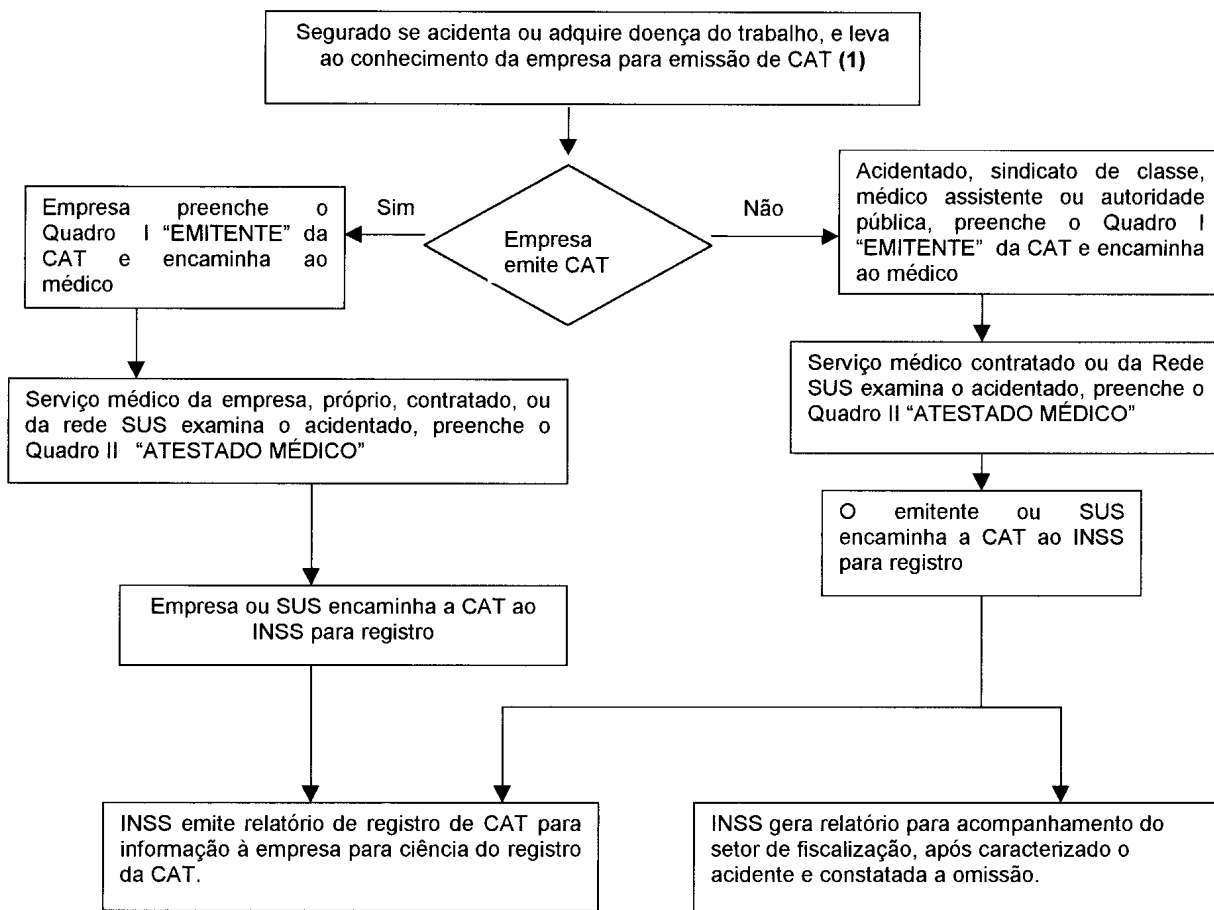 Segurado se acidenta ou adquire doença do trabalho, e leva
ao conhecimento da empresa para emissão de CAT (1)
Empresa preenche o
Quadro I “EMITENTE” da
CAT e encaminha ao
médico
Sim
Empresa
emite CAT
Não
Acidentado, sindicato de classe,
médico assistente ou autoridade
pública, preenche o Quadro I
“EMITENTE” da CAT e encaminha
ao médico
Serviço médico da empresa, próprio, contratado, ou
da rede SUS examina o acidentado, preenche o
Quadro II “ATESTADO MÉDICO”
Serviço médico contratado ou da Rede
SUS examina o acidentado, preenche o
Quadro II “ATESTADO MÉDICO”
O emitente ou SUS
encaminha a CAT ao INSS
para registro
Empresa ou SUS encaminha a CAT ao
INSS para registro
INSS emite relatório de registro de CAT para
informação à empresa para ciência do registro
da CAT.
INSS gera relatório para acompanhamento do
setor de fiscalização, após caracterizado o
acidente e constatada a omissão.